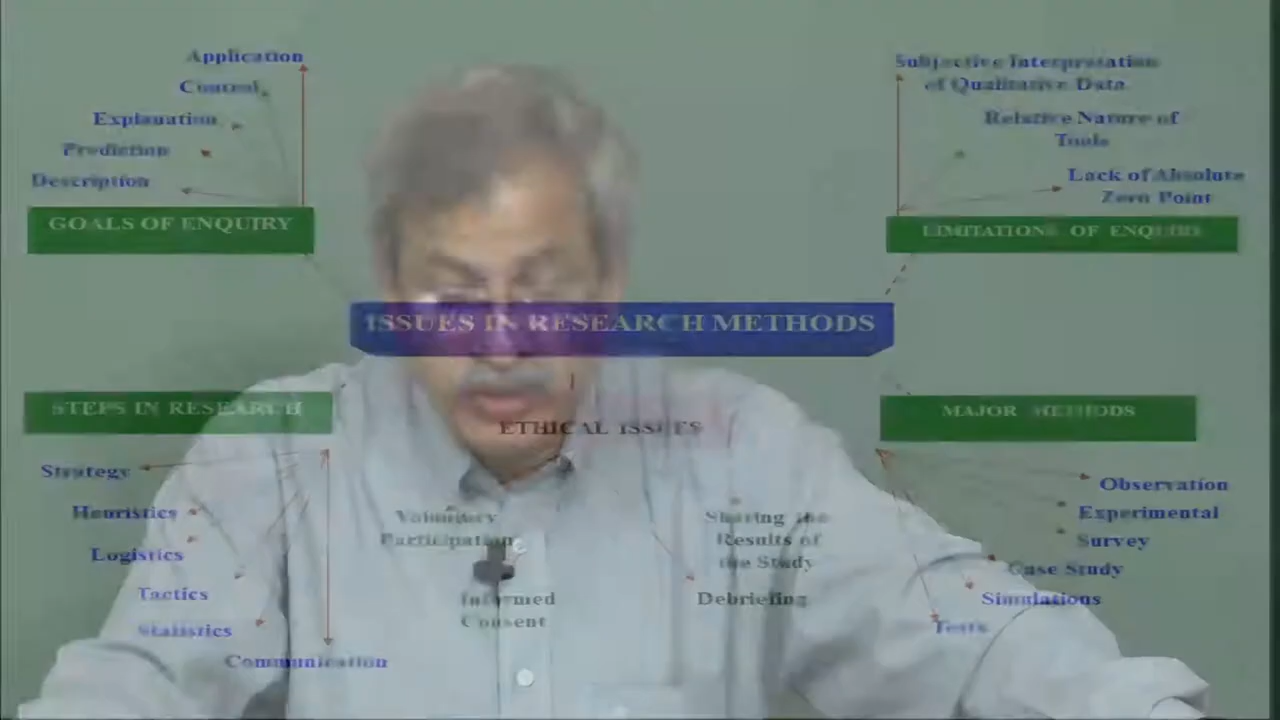 Application
Control
Explanation
Prediction
Description
GOALS OF ENQUIRY
Subjective Interpretation
of Qualitative Data
Relative Nature of
Tools
Lack of Absolute
Zero Point
LIMITATIONS OF ENQUIRY
ISSUES IN RESEARCH METHODS
STEPS IN RESEARCH
Strategy
Heuristics
Logistics
Tactics
Statistics
Communication
ETHICAL ISSUES
Voluntary
Participation
Informed
Consent
Sharing the
Results of
the Study
Debriefing
MAJOR METHODS
Observation
Experimental
Survey
Case Study
Simulations
Tests